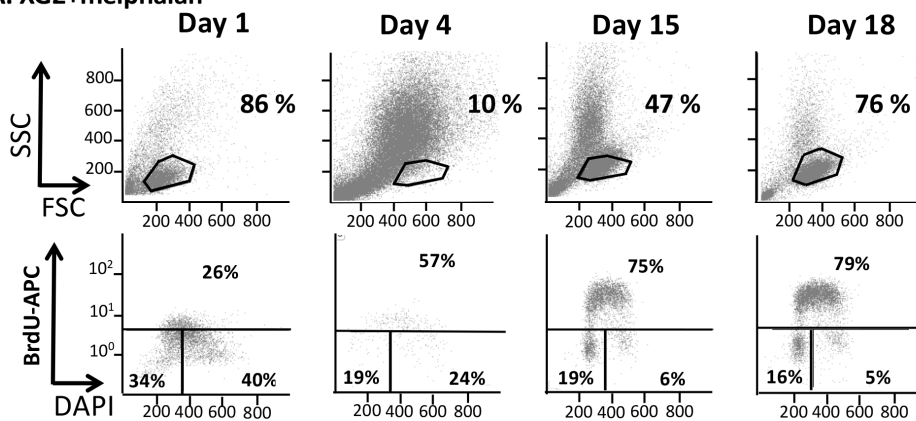 A. XG2+melphalan
Day 1 Day 4 Day 15 Day 18
SSC
800
600
400
200
86 % 10 % 47 % 76 %
FSC
200 400 600 800 200 400 600 800 200 400 600 800 200 400 600 800
BrdU-APC
10²
10¹
10⁰
26% 57% 75% 79%
34% 40% 19% 24% 19% 6% 16% 5%
DAPI
200 400 600 800 200 400 600 800 200 400 600 800 200 400 600 800